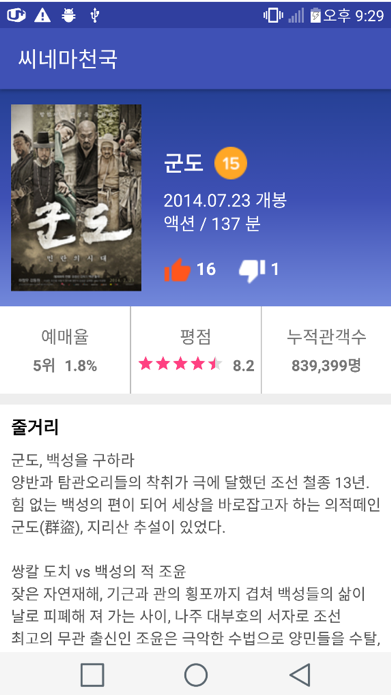 오후 9:29
씨네마천국
군도
민란의 시대
군도 15
2014.07.23 개봉
액션 / 137 분
16 1
예매율 평점 누적관객수
5위 1.8% 8.2 839,399명
줄거리
군도, 백성을 구하라
양반과 탐관오리들의 착취가 극에 달했던 조선 철종 13년.
힘 없는 백성의 편이 되어 세상을 바로잡고자 하는 의적떼인
군도(群盜), 지리산 추설이 있었다.
쌍칼 도치 vs 백성의 적 조윤
잦은 자연재해, 기근과 관의 횡포까지 겹쳐 백성들의 삶이
날로 피폐해 져 가는 사이, 나주 대부호의 서자로 조선
최고의 무관 출신인 조윤은 극악한 수법으로 양민들을 수탈,